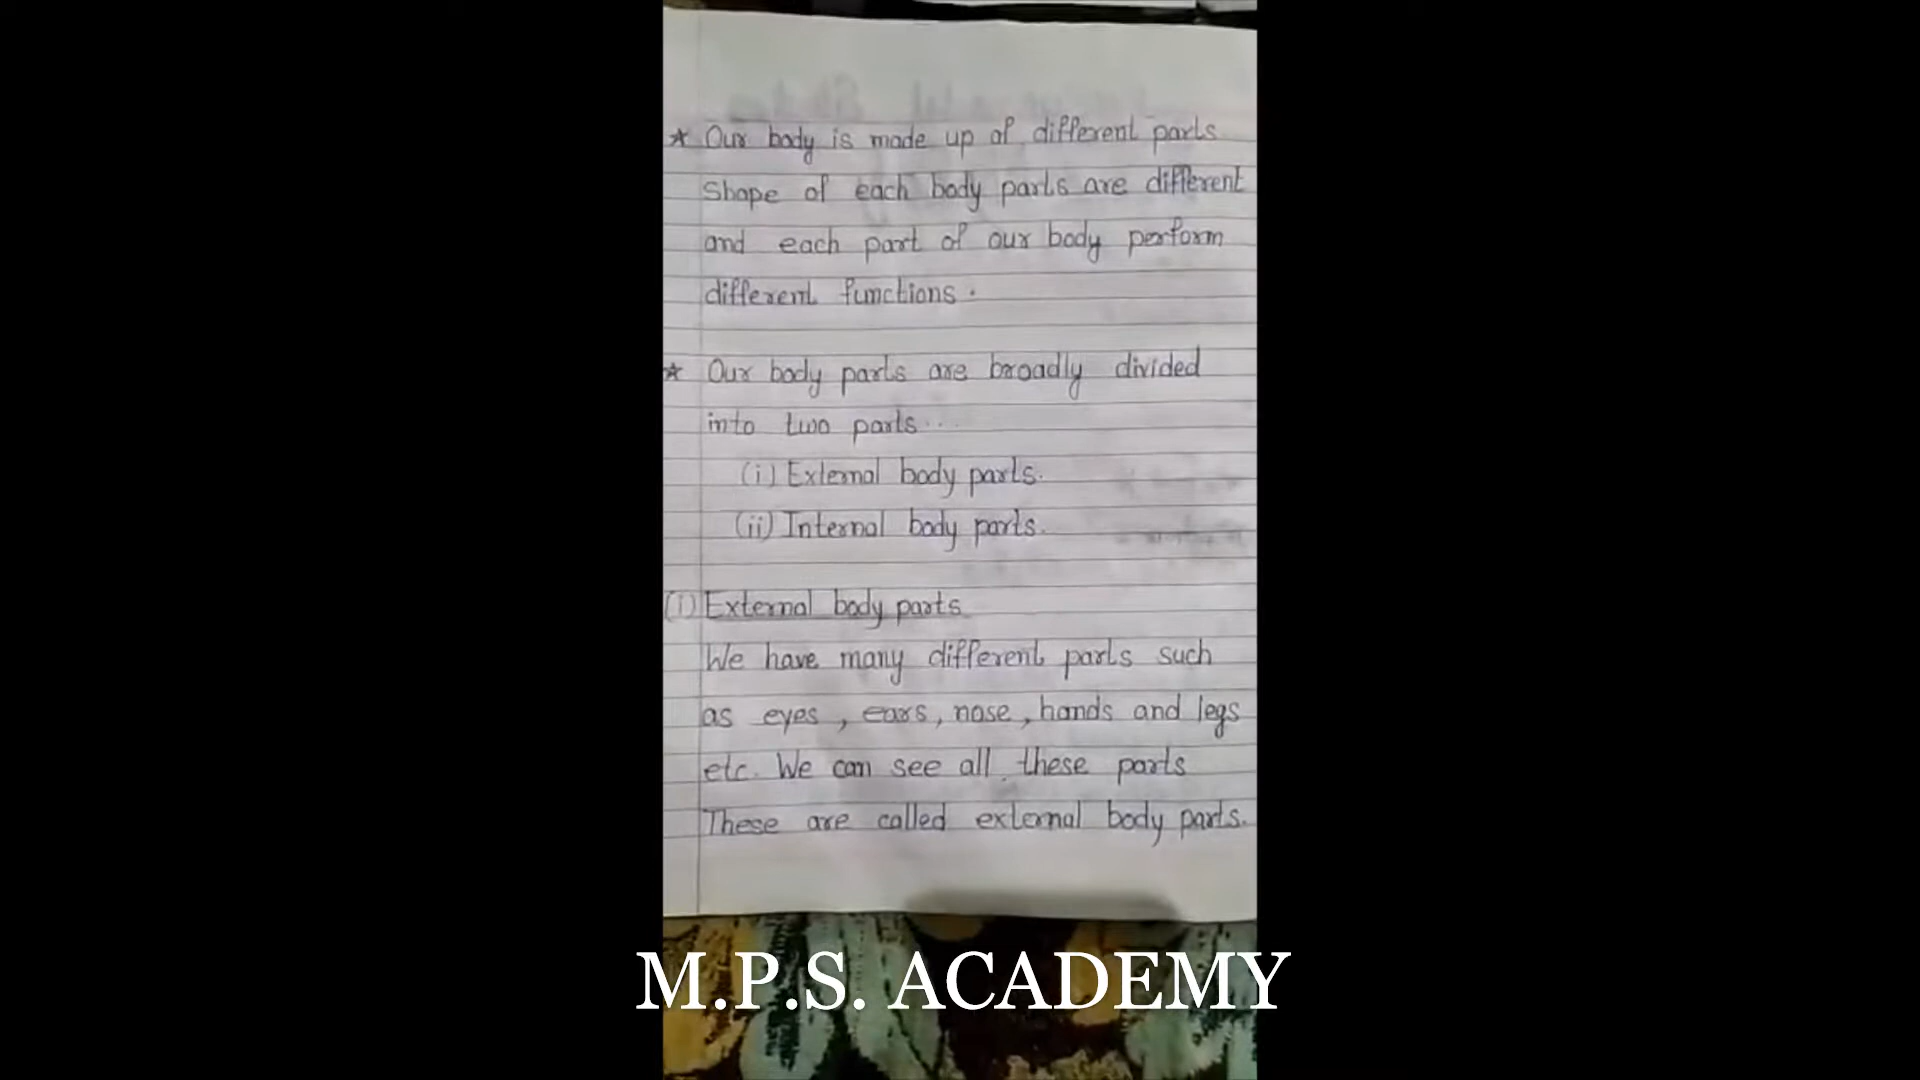 ★ Our body is made up of different parts
Shape of each body parts are different
and each part of our body perform
different functions.
★ Our body parts are broadly divided
into two parts...
(i) External body parts.
(ii) Internal body parts.
(i) External body parts
We have many different parts such
as eyes, ears, nose, hands and legs
etc. We can see all these parts
These are called external body parts.
M.P.S. ACADEMY